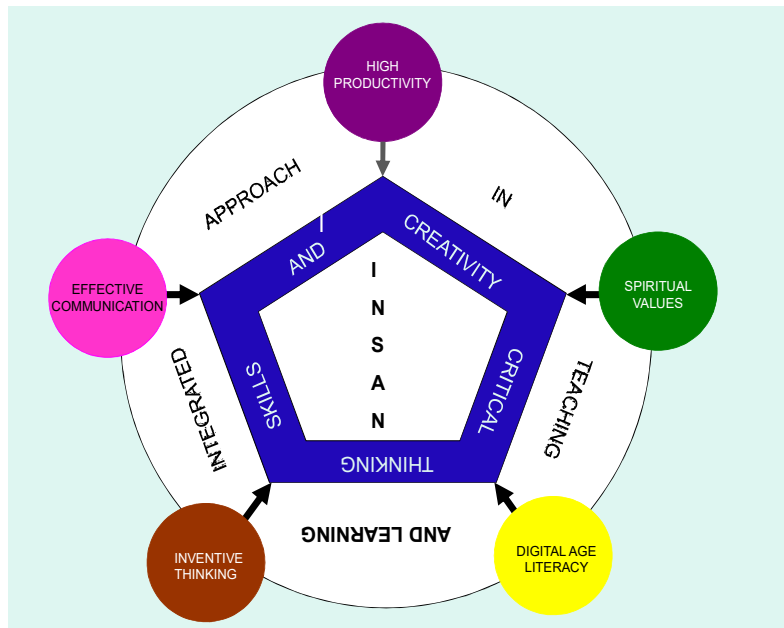 HIGH
PRODUCTIVITY
APPROACH
IN
AND
CREATIVITY
EFFECTIVE
COMMUNICATION
I
N
S
A
N
SPIRITUAL
VALUES
INTEGRATED
SKILLS
CRITICAL
TEACHING
THINKING
AND LEARNING
INVENTIVE
THINKING
DIGITAL AGE
LITERACY